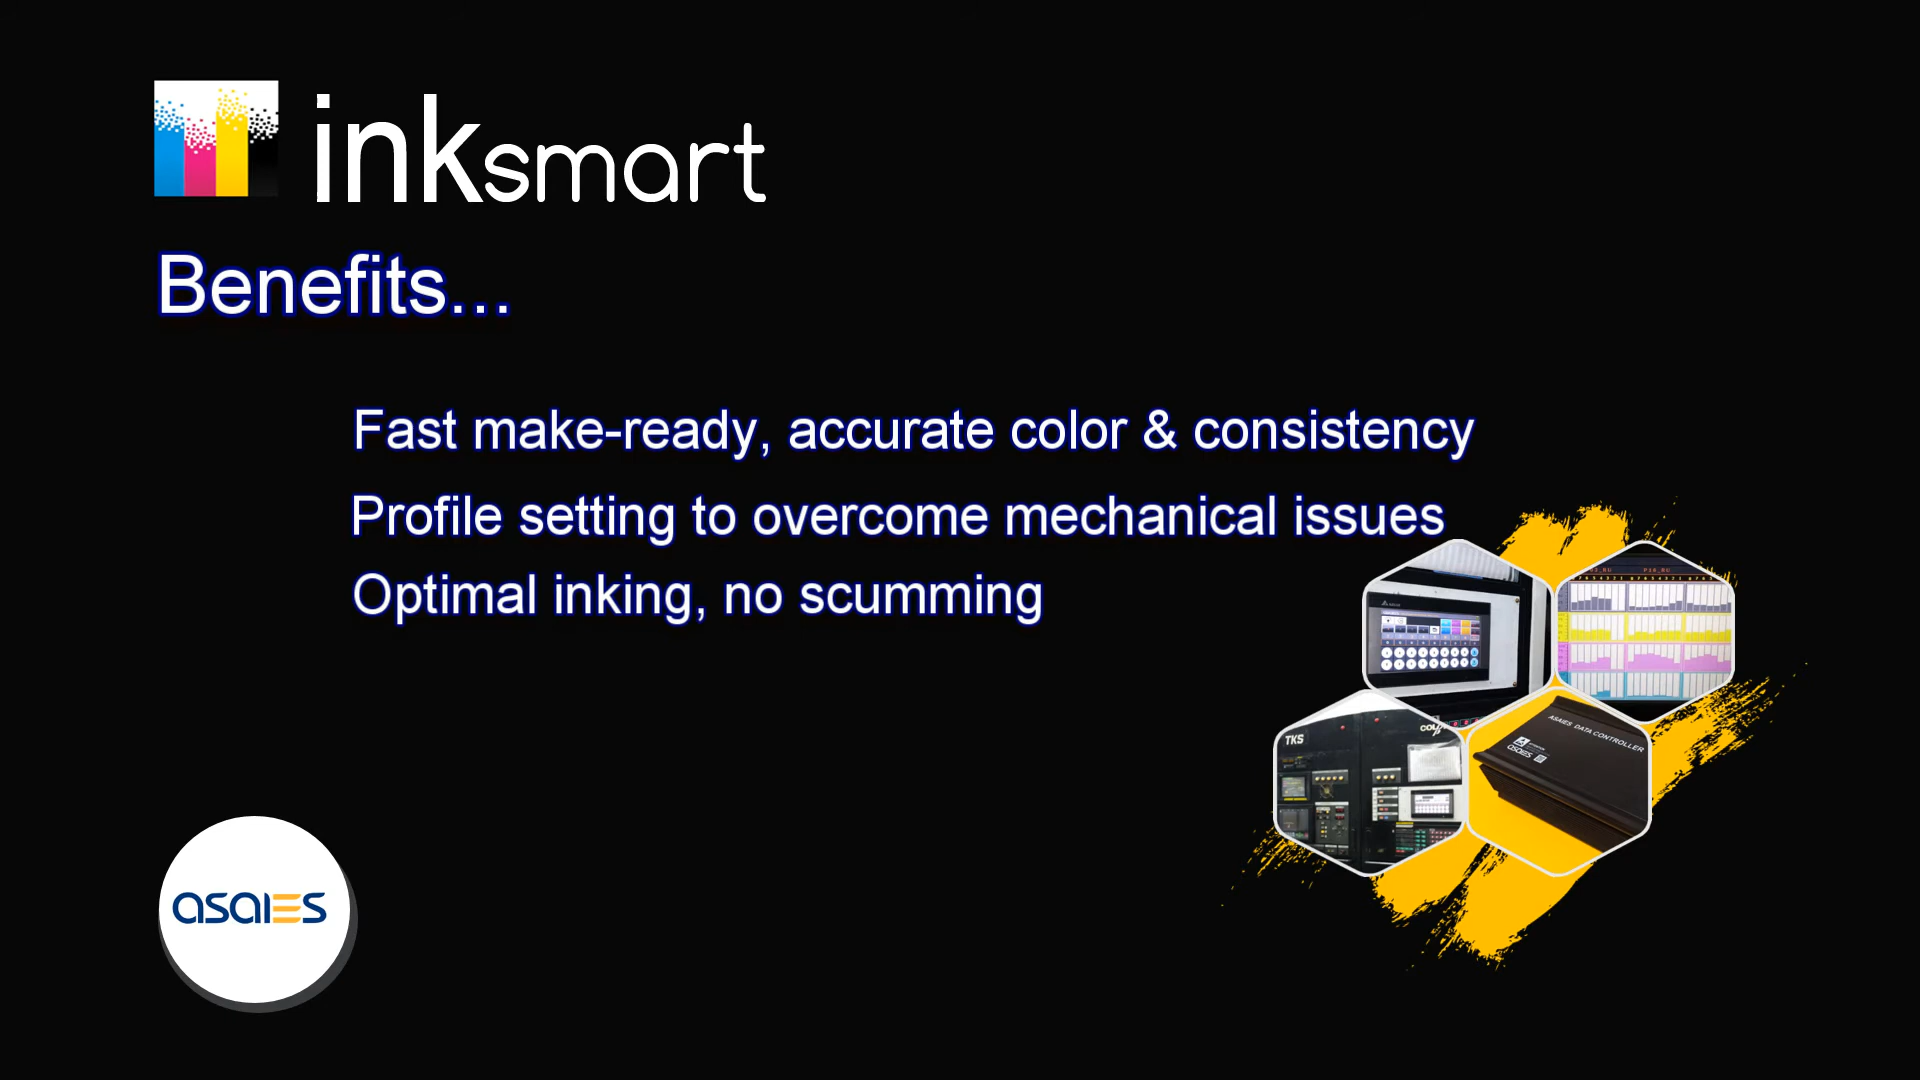 inksmart
Benefits...
Fast make-ready, accurate color & consistency
Profile setting to overcome mechanical issues
Optimal inking, no scumming
TKS
ASAIES DATA CONTROLLER
asaies
asaies